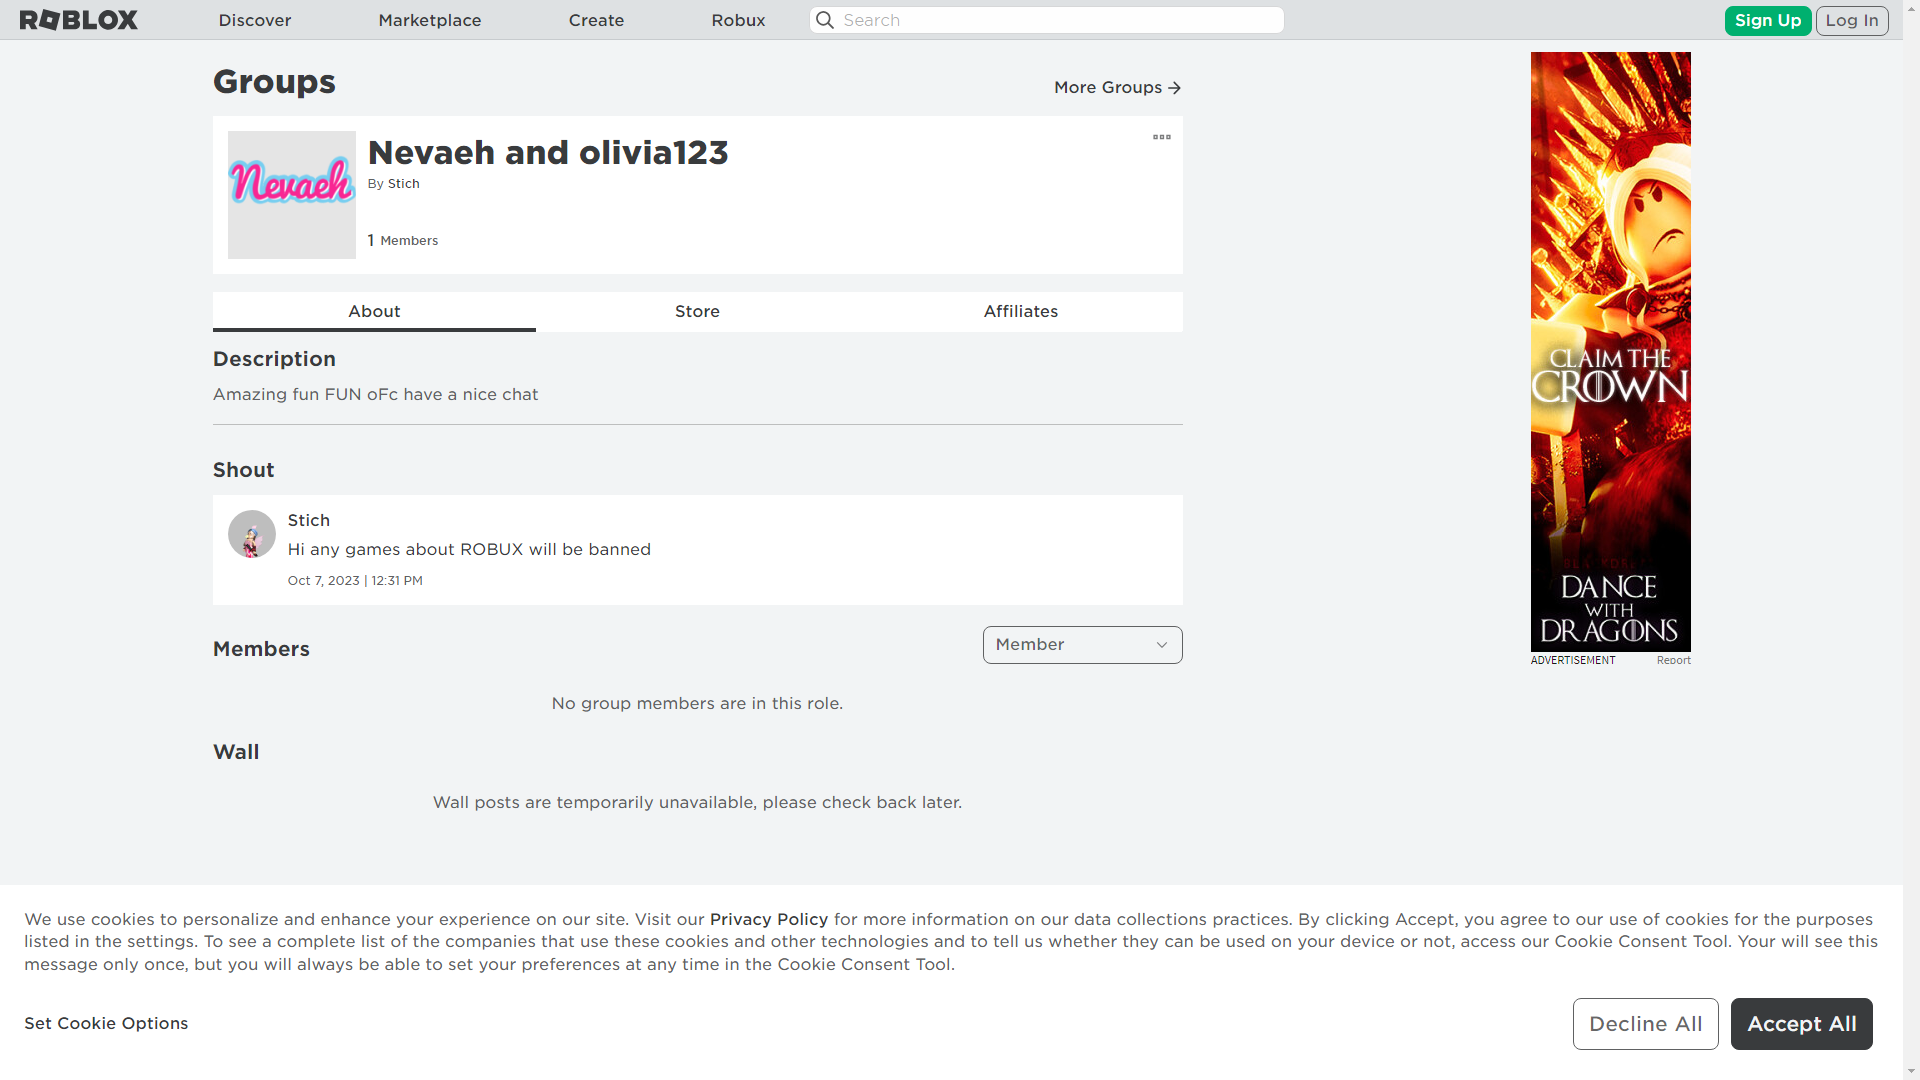 ROBLOX
Discover
Marketplace
Create
Robux
Search
Sign Up
Log In
Groups
More Groups
Nevaeh
Nevaeh and olivia123
By Stich
1 Members
About
Store
Affiliates
Description
Amazing fun FUN oFc have a nice chat
Shout
Stich
Hi any games about ROBUX will be banned
Oct 7, 2023 | 12:31 PM
Members
Member
No group members are in this role.
Wall
Wall posts are temporarily unavailable, please check back later.
CLAIM THE
CROWN
DANCE
WITH
DRAGONS
ADVERTISEMENT
Report
We use cookies to personalize and enhance your experience on our site. Visit our Privacy Policy for more information on our data collections practices. By clicking Accept, you agree to our use of cookies for the purposes
listed in the settings. To see a complete list of the companies that use these cookies and other technologies and to tell us whether they can be used on your device or not, access our Cookie Consent Tool. Your will see this
message only once, but you will always be able to set your preferences at any time in the Cookie Consent Tool.
Set Cookie Options
Decline All
Accept All